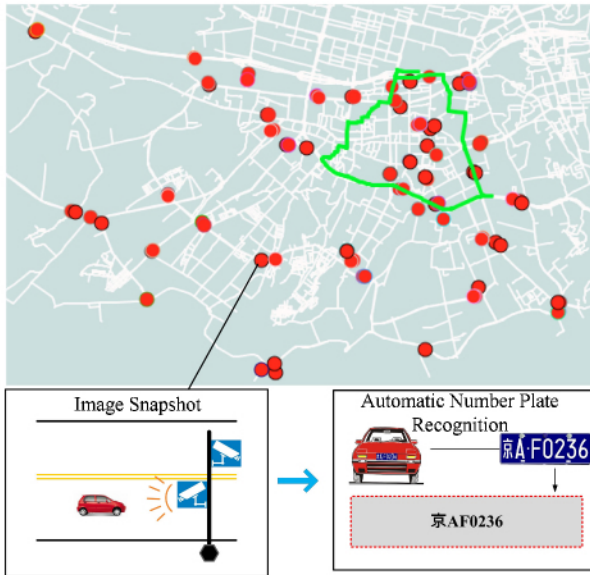 Image Snapshot
Automatic Number Plate
Recognition
京A·F0236
京AF0236